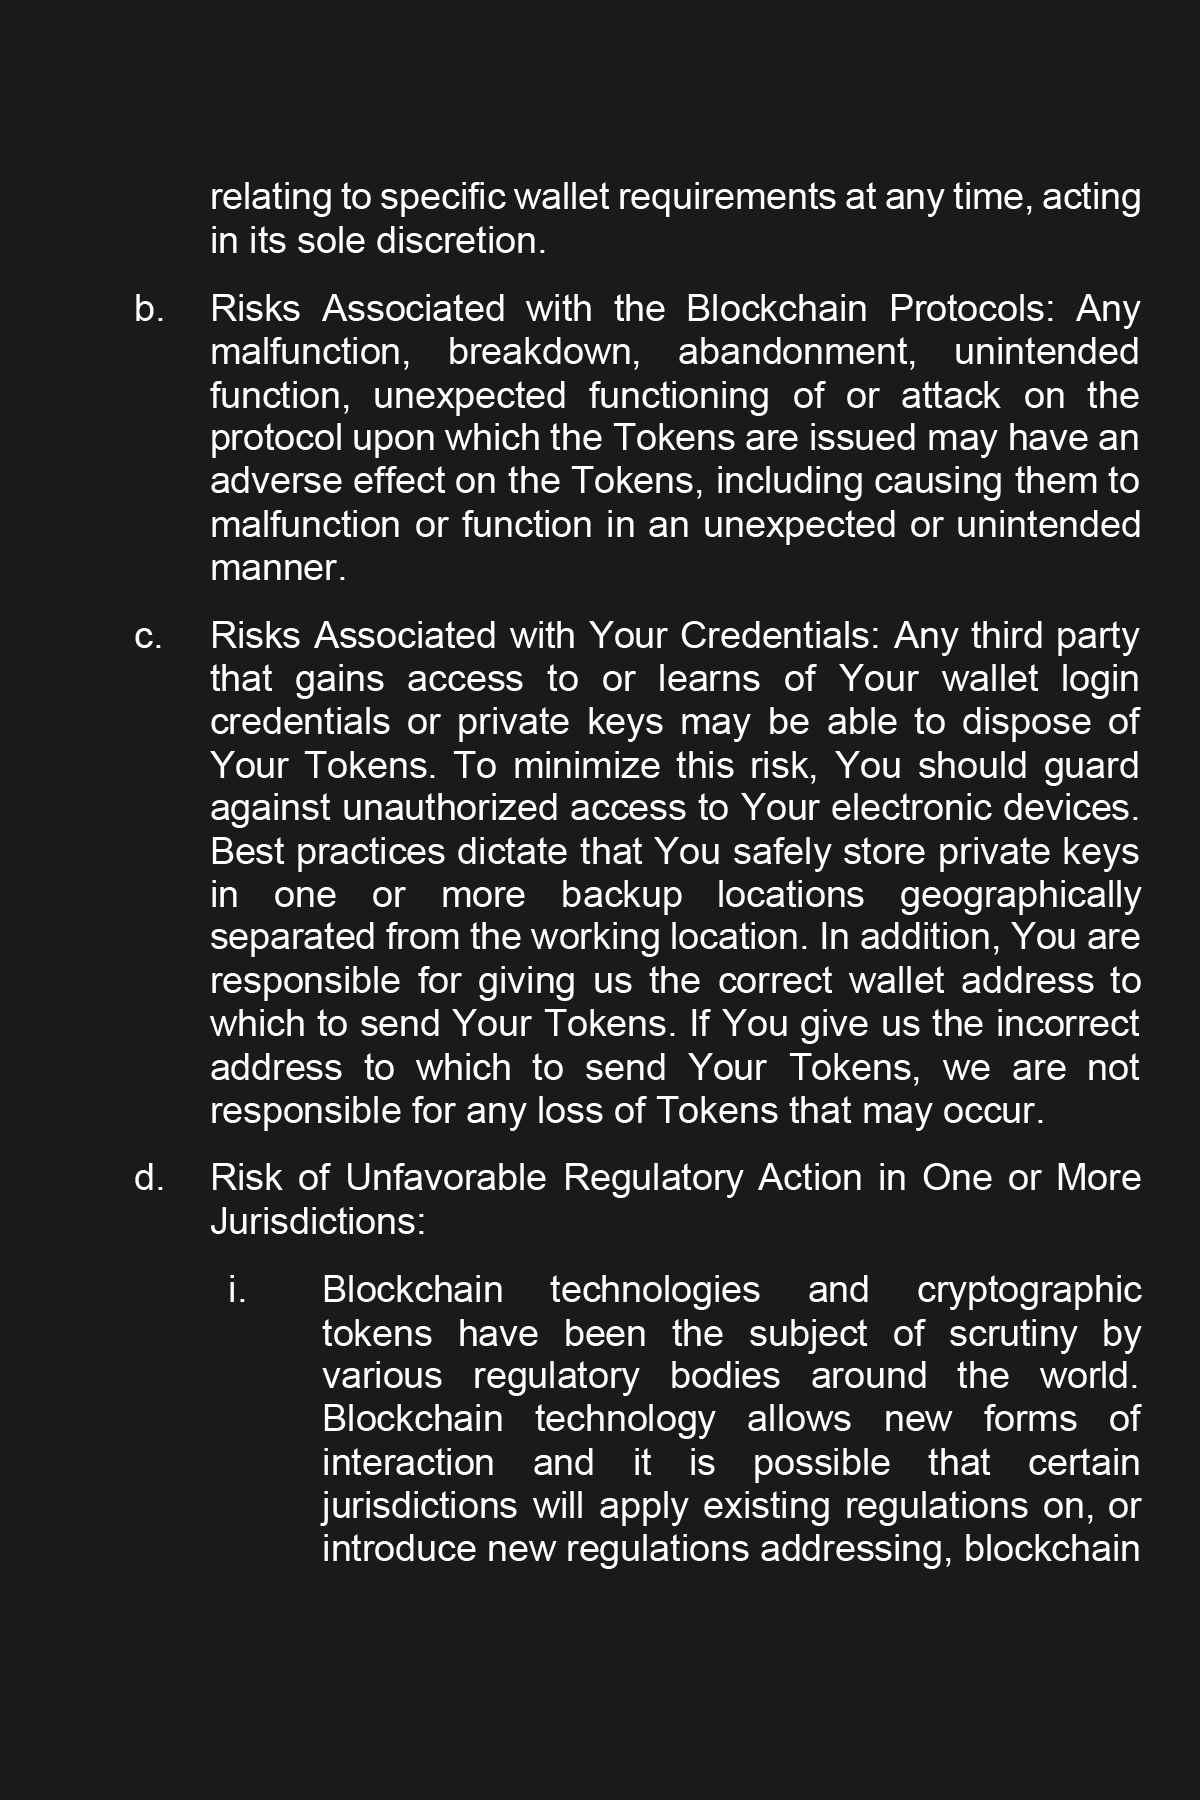 relating to specific wallet requirements at any time, acting
in its sole discretion.
b. Risks Associated with the Blockchain Protocols: Any
malfunction, breakdown, abandonment, unintended
function, unexpected functioning of or attack on the
protocol upon which the Tokens are issued may have an
adverse effect on the Tokens, including causing them to
malfunction or function in an unexpected or unintended
manner.
c. Risks Associated with Your Credentials: Any third party
that gains access to or learns of Your wallet login
credentials or private keys may be able to dispose of
Your Tokens. To minimize this risk, You should guard
against unauthorized access to Your electronic devices.
Best practices dictate that You safely store private keys
in one or more backup locations geographically
separated from the working location. In addition, You are
responsible for giving us the correct wallet address to
which to send Your Tokens. If You give us the incorrect
address to which to send Your Tokens, we are not
responsible for any loss of Tokens that may occur.
d. Risk of Unfavorable Regulatory Action in One or More
Jurisdictions:
i. Blockchain technologies and cryptographic
tokens have been the subject of scrutiny by
various regulatory bodies around the world.
Blockchain technology allows new forms of
interaction and it is possible that certain
jurisdictions will apply existing regulations on, or
introduce new regulations addressing, blockchain